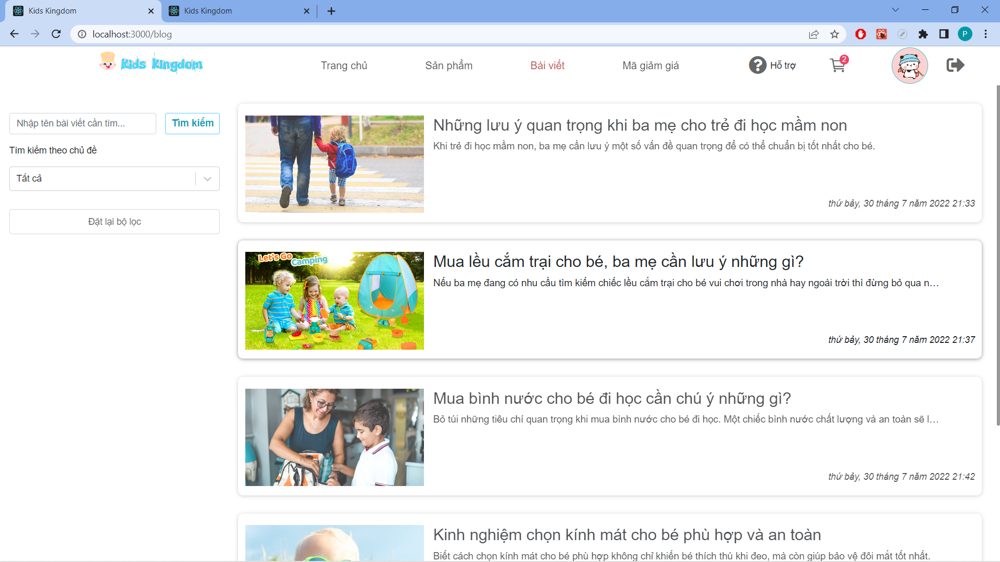 Kids Kingdom
Kids Kingdom
localhost:3000/blog
P
Kids Kingdom
Trang chủ
Sản phẩm
Bài viết
Mã giảm giá
Hỗ trợ
2
Nhập tên bài viết cần tìm...
Tìm kiếm
Tìm kiếm theo chủ đề
Tất cả
Đặt lại bộ lọc
Những lưu ý quan trọng khi ba mẹ cho trẻ đi học mầm non
Khi trẻ đi học mầm non, ba mẹ cần lưu ý một số vấn đề quan trọng để có thể chuẩn bị tốt nhất cho bé.
thứ bảy, 30 tháng 7 năm 2022 21:33
Let's Go
Camping
Mua lều cắm trại cho bé, ba mẹ cần lưu ý những gì?
Nếu ba mẹ đang có nhu cầu tìm kiếm chiếc lều cắm trại cho bé vui chơi trong nhà hay ngoài trời thì đừng bỏ qua n...
thứ bảy, 30 tháng 7 năm 2022 21:37
Mua bình nước cho bé đi học cần chú ý những gì?
Bỏ túi những tiêu chí quan trọng khi mua bình nước cho bé đi học. Một chiếc bình nước chất lượng và an toàn sẽ l...
thứ bảy, 30 tháng 7 năm 2022 21:42
Kinh nghiệm chọn kính mát cho bé phù hợp và an toàn
Biết cách chọn kính mát cho bé phù hợp không chỉ khiến bé thích thú khi đeo, mà còn giúp bảo vệ đôi mắt tốt nhất.